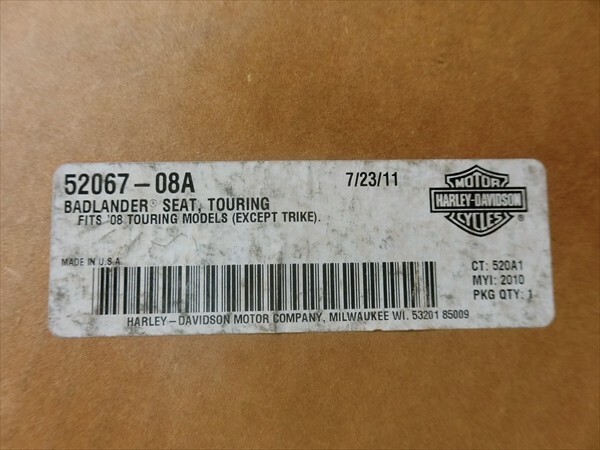 52067-08A 7/23/11
BADLANDER® SEAT, TOURING
FITS '08 TOURING MODELS (EXCEPT TRIKE).
MOTOR
HARLEY-DAVIDSON
CYCLES ®
MADE IN U.S.A.
CT: 520A1
MYI: 2010
PKG QTY: 1
HARLEY-DAVIDSON MOTOR COMPANY, MILWAUKEE WI. 53201 85009